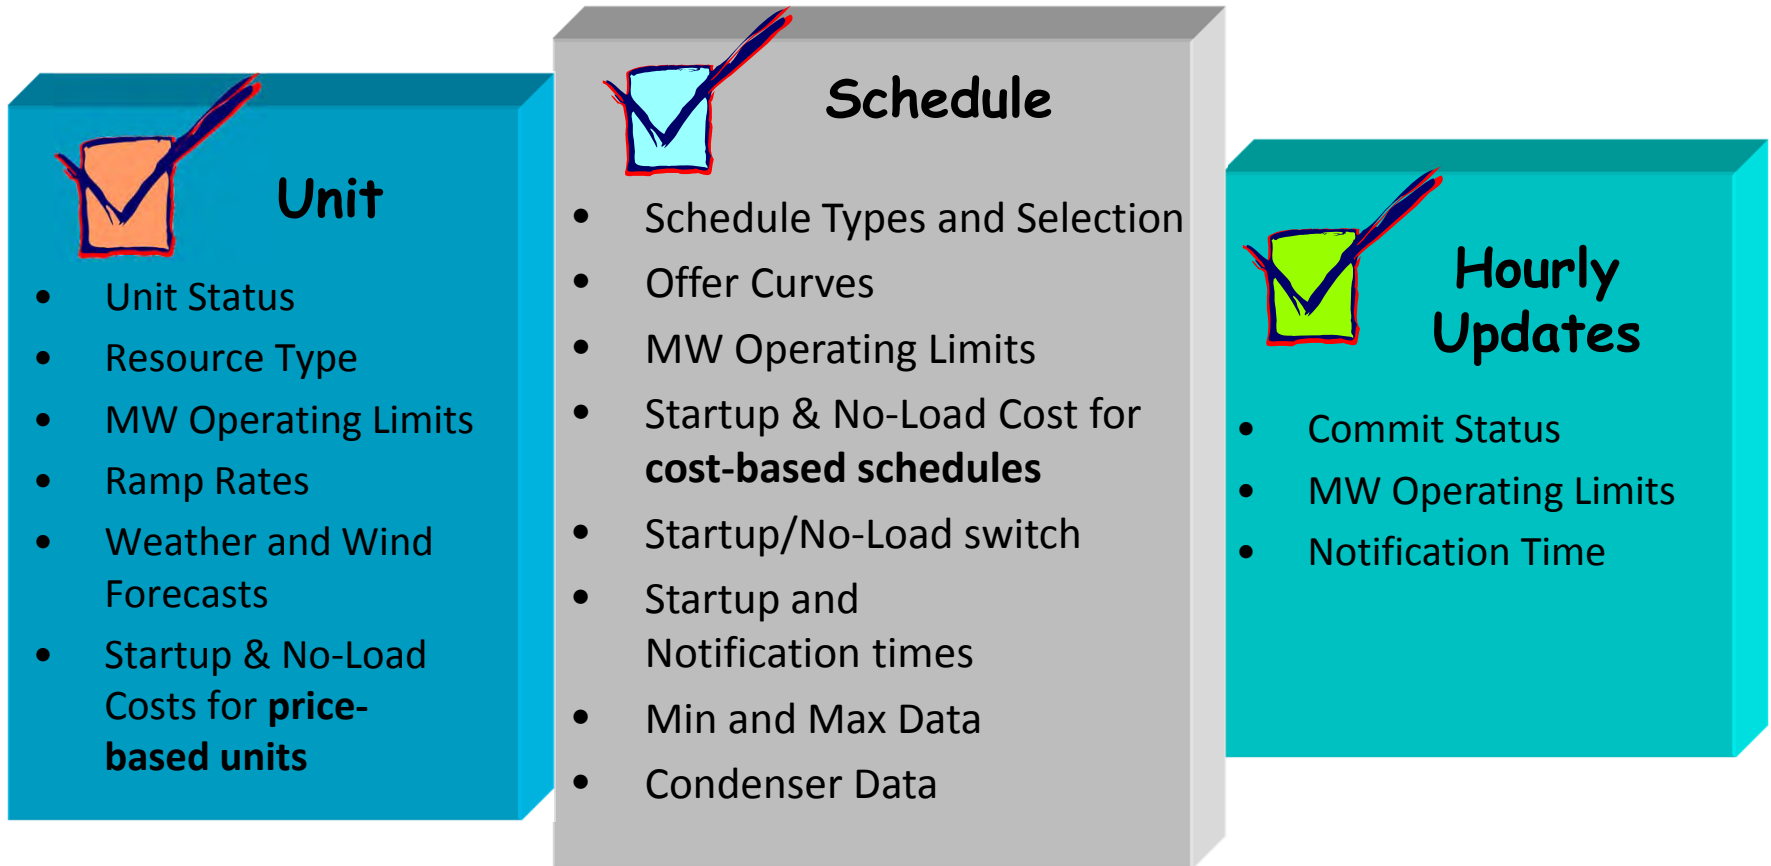 Unit
• Unit Status
• Resource Type
• MW Operating Limits
• Ramp Rates
• Weather and Wind
Forecasts
• Startup & No-Load
Costs for price-
based units
Schedule
• Schedule Types and Selection
• Offer Curves
• MW Operating Limits
• Startup & No-Load Cost for
cost-based schedules
• Startup/No-Load switch
• Startup and
Notification times
• Min and Max Data
• Condenser Data
Hourly
Updates
• Commit Status
• MW Operating Limits
• Notification Time